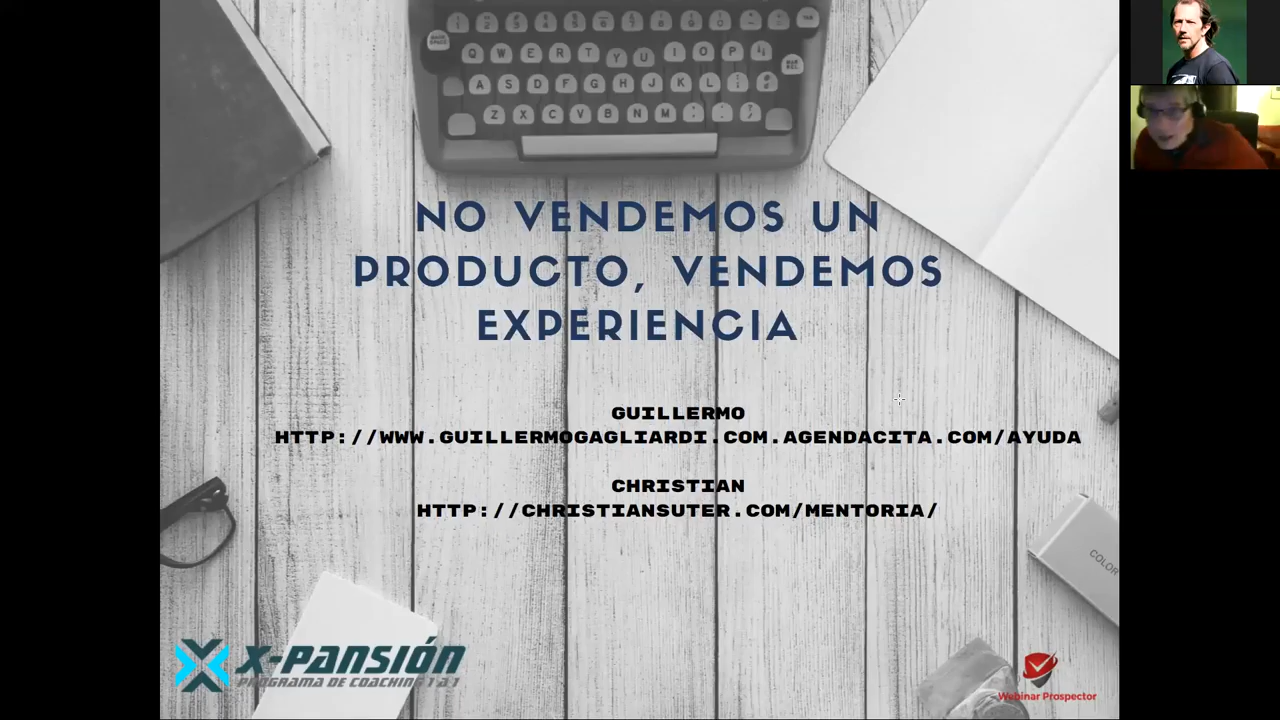 Q W E R T Y U I O P
A S D F G H J K L
Z X C V B N M
NO VENDEMOS UN
PRODUCTO, VENDEMOS
EXPERIENCIA
GUILLERMO
HTTP://WWW.GUILLERMOGAGLIARDI.COM.AGENDACITA.COM/AYUDA
CHRISTIAN
HTTP://CHRISTIANSUTER.COM/MENTORIA/
COLOR
X-PANSIÓN
PROGRAMA DE COACHING 1 A 1
Webinar Prospector